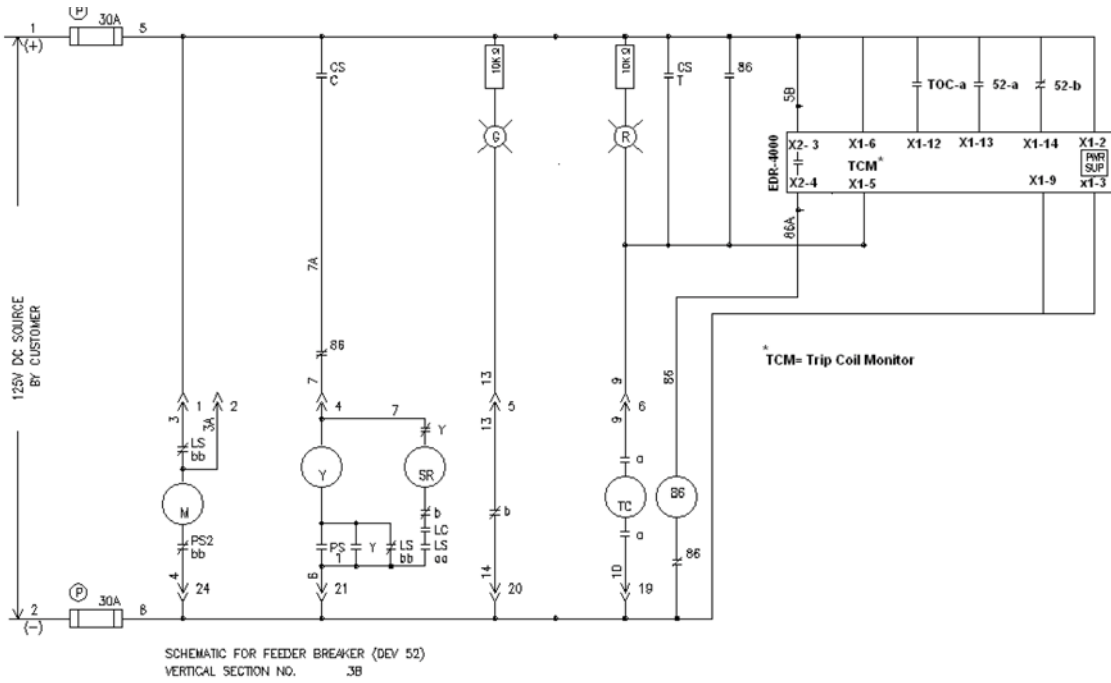 P
30A
1
(+)
5
CS
C
10K Ω
10K Ω
G
R
CS
T
86
5B
TOC-a
52-a
52-b
EDR-4000
X2- 3
X1-6
X1-12
X1-13
X1-14
X1-2
TCM*
PWR
SUP
X2-4
X1-5
X1-9
x1-3
86A
7A
125V DC SOURCE
BY CUSTOMER
86
*TCM= Trip Coil Monitor
7
13
9
86
3
1
3A
2
4
7
13
5
9
6
LS
bb
Y
a
M
Y
SR
TC
86
PS2
bb
PS
1
Y
LS
bb
b
LC
LS
aa
b
a
86
4
24
6
21
14
20
10
19
P
30A
2
(-)
6
SCHEMATIC FOR FEEDER BREAKER (DEV 52)
VERTICAL SECTION NO. 3B